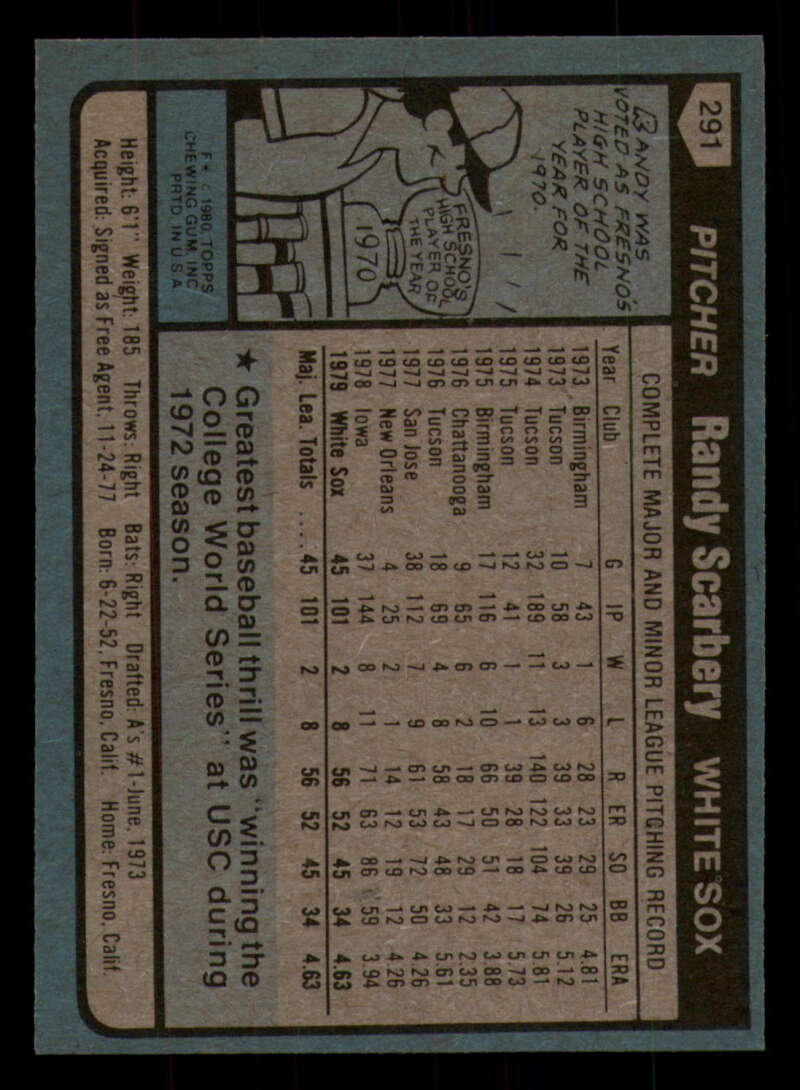 291 PITCHER Randy Scarbery WHITE SOX
RANDY WAS
VOTED AS FRESNO'S
HIGH SCHOOL
PLAYER OF THE
YEAR FOR
1970.
FRESNO'S
HIGH SCHOOL
PLAYER OF
THE YEAR
1970
F★ © 1980 TOPPS
CHEWING GUM, INC.
PRTD. IN U S A
COMPLETE MAJOR AND MINOR LEAGUE PITCHING RECORD
Year Club G IP W L R ER SO BB ERA
1973 Birmingham 7 43 1 6 28 23 29 25 4.81
1973 Tucson 10 58 3 3 39 33 39 26 5.12
1974 Tucson 32 189 11 13 140 122 104 74 5.81
1975 Tucson 12 41 1 1 39 28 18 17 5.73
1975 Birmingham 17 116 6 10 66 50 51 42 3.88
1976 Chattanooga 9 65 6 2 18 17 29 12 2.35
1976 Tucson 18 69 4 8 58 43 48 33 5.61
1977 San Jose 38 112 7 9 61 53 72 50 4.26
1977 New Orleans 4 25 2 1 14 12 19 12 4.26
1978 Iowa 37 144 8 11 71 63 86 59 3.94
1979 White Sox 45 101 2 8 56 52 45 34 4.63
Maj. Lea. Totals .... 45 101 2 8 56 52 45 34 4.63
★ Greatest baseball thrill was "winning the
College World Series" at USC during
1972 season.
Height: 6'1" Weight: 185 Throws: Right Bats: Right Drafted: A's #1-June, 1973
Acquired: Signed as Free Agent, 11-24-77 Born: 6-22-52, Fresno, Calif. Home: Fresno, Calif.